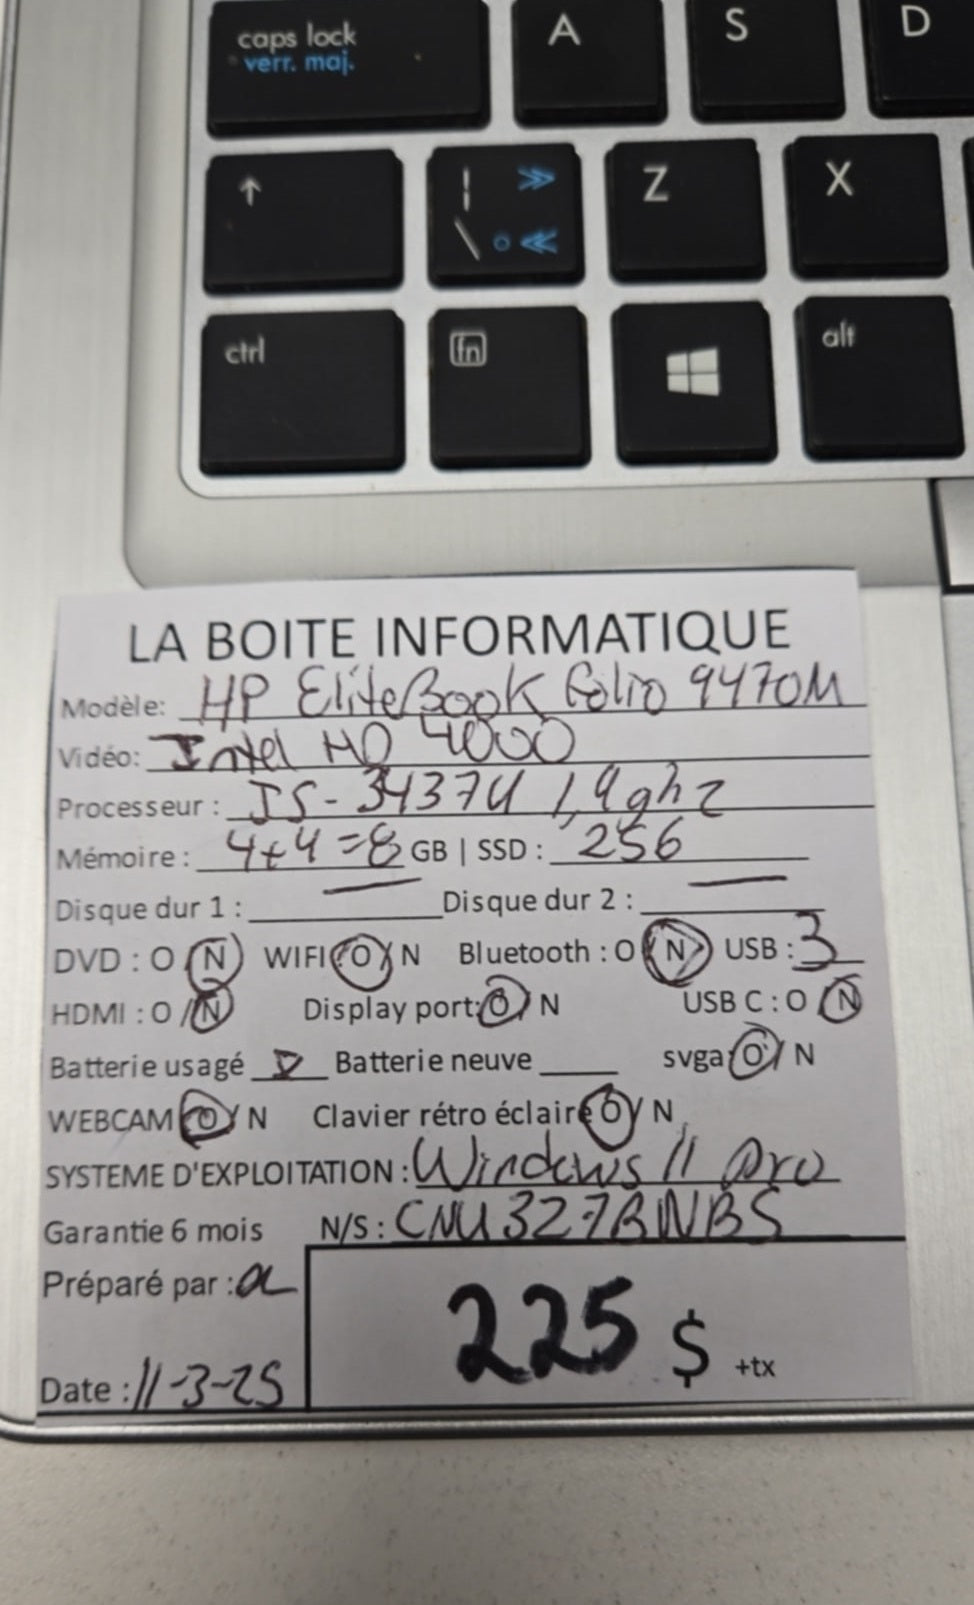 caps lock A S D
verr. maj.
↑ ¦ » Z X
\ ° «
ctrl fn alt
LA BOITE INFORMATIQUE
Modèle: HP EliteBook Folio 9470M
Vidéo: Intel HD 4000
Processeur : I5-3437U 1,9ghz
Mémoire : 4+4=8 GB | SSD : 256
Disque dur 1 : — Disque dur 2 : —
DVD : O / N WIFI O / N Bluetooth : O / N USB : 3
HDMI : O / N Display port: O / N USB C : O / N
Batterie usagé V Batterie neuve ____ svga: O / N
WEBCAM O / N Clavier rétro éclairé O / N
SYSTEME D'EXPLOITATION : Windows 11 Pro
Garantie 6 mois N/S : CNU327BWBS
Préparé par :
225 $ +tx
Date : 11-3-25